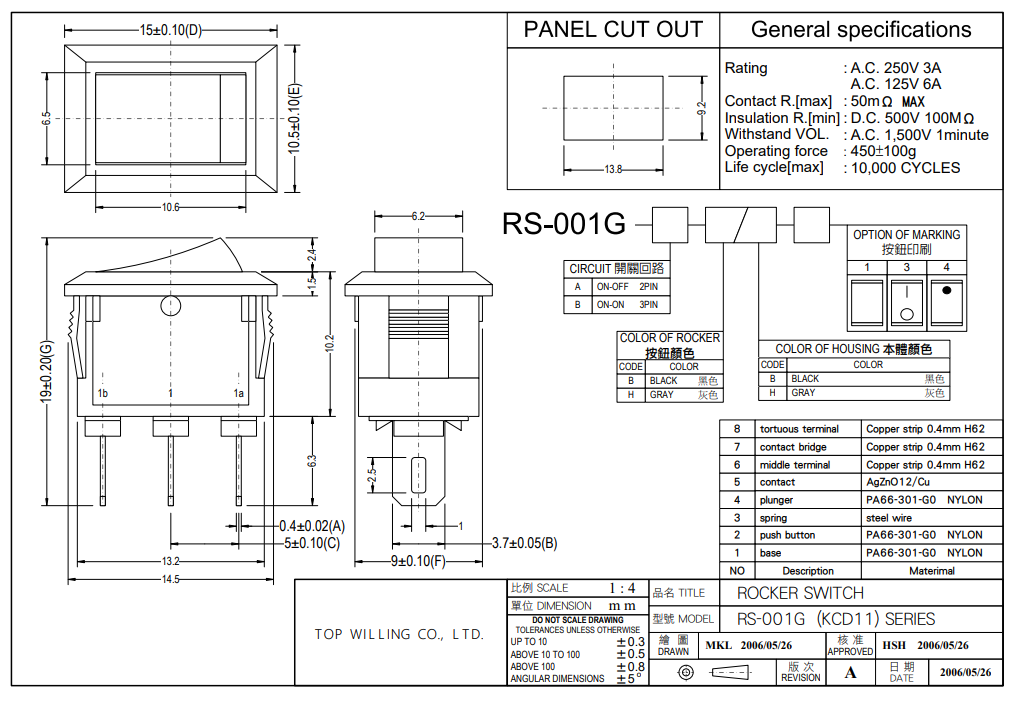 15±0.10(D)
6.5
10.5±0.10(E)
10.6
PANEL CUT OUT
9.2
13.8
General specifications
Rating : A.C. 250V 3A
A.C. 125V 6A
Contact R.[max] : 50mΩ MAX
Insulation R.[min] : D.C. 500V 100MΩ
Withstand VOL. : A.C. 1,500V 1minute
Operating force : 450±100g
Life cycle[max] : 10,000 CYCLES
RS-001G
CIRCUIT 開關回路
A ON-OFF 2PIN
B ON-ON 3PIN
OPTION OF MARKING
按鈕印刷
1 3 4
COLOR OF ROCKER
按鈕顏色
CODE COLOR
B BLACK 黑色
H GRAY 灰色
COLOR OF HOUSING 本體顏色
CODE COLOR
B BLACK 黑色
H GRAY 灰色
6.2
2.4
1.5
10.2
19±0.20(G)
1b 1 1a
6.3
2.5
0.4±0.02(A)
5±0.10(C)
13.2
14.5
1
3.7±0.05(B)
9±0.10(F)
8 tortuous terminal Copper strip 0.4mm H62
7 contact bridge Copper strip 0.4mm H62
6 middle terminal Copper strip 0.4mm H62
5 contact AgZnO12/Cu
4 plunger PA66-301-G0 NYLON
3 spring steel wire
2 push button PA66-301-G0 NYLON
1 base PA66-301-G0 NYLON
NO Description Materimal
TOP WILLING CO., LTD.
比例 SCALE 1 : 4
單位 DIMENSION mm
DO NOT SCALE DRAWING
TOLERANCES UNLESS OTHERWISE
UP TO 10 ±0.3
ABOVE 10 TO 100 ±0.5
ABOVE 100 ±0.8
ANGULAR DIMENSIONS ±5°
品名 TITLE ROCKER SWITCH
型號 MODEL RS-001G (KCD11) SERIES
繪圖
DRAWN
MKL 2006/05/26
核准
APPROVED
HSH 2006/05/26
版次
REVISION
A
日期
DATE
2006/05/26